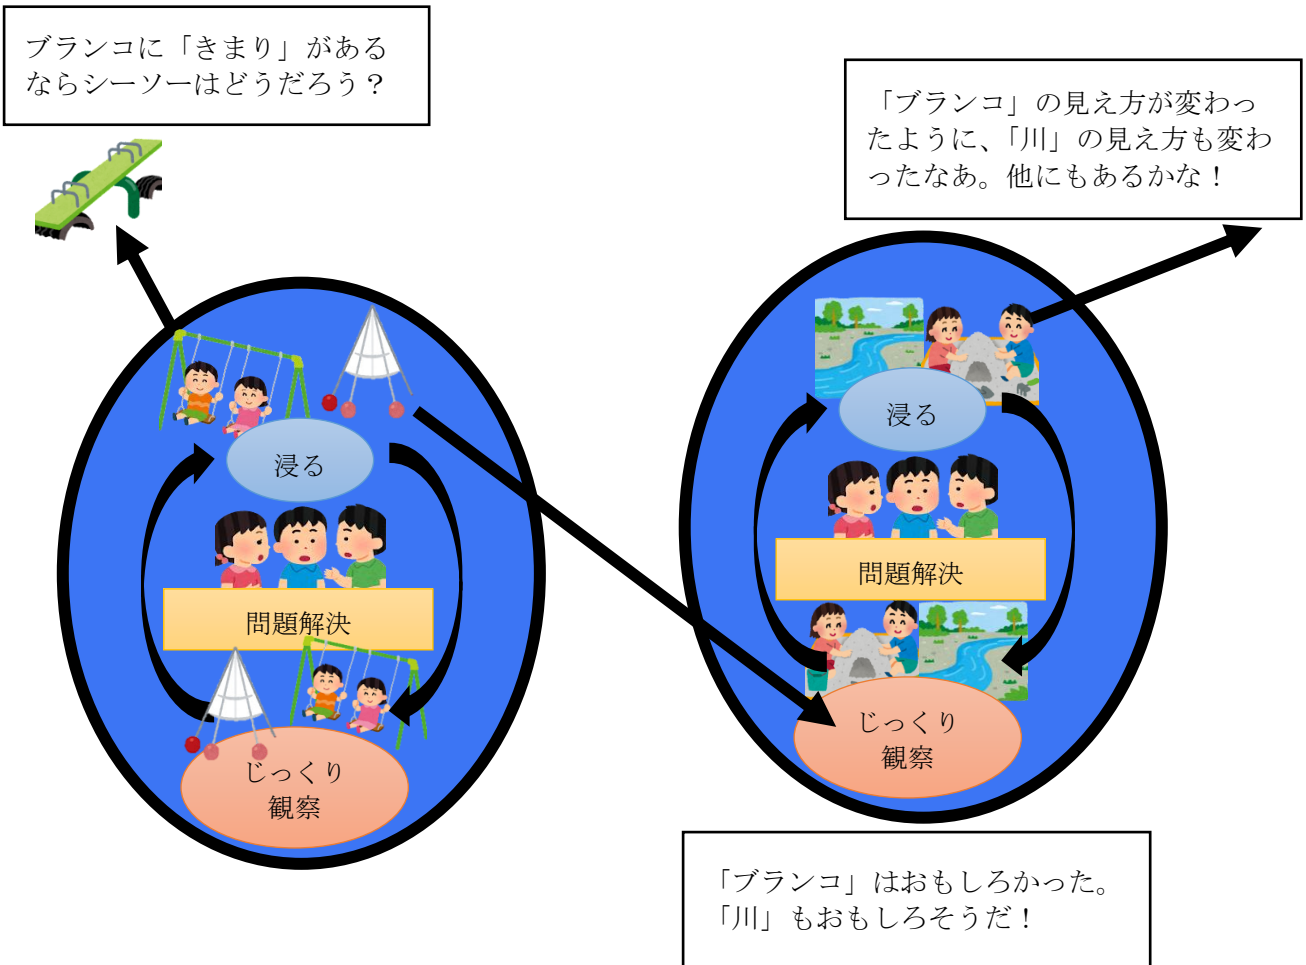 ブランコに「きまり」がある
ならシーソーはどうだろう？
「ブランコ」の見え方が変わっ
たように、「川」の見え方も変わ
ったなあ。他にもあるかな！
浸る
問題解決
じっくり
観察
浸る
問題解決
じっくり
観察
「ブランコ」はおもしろかった。
「川」もおもしろそうだ！